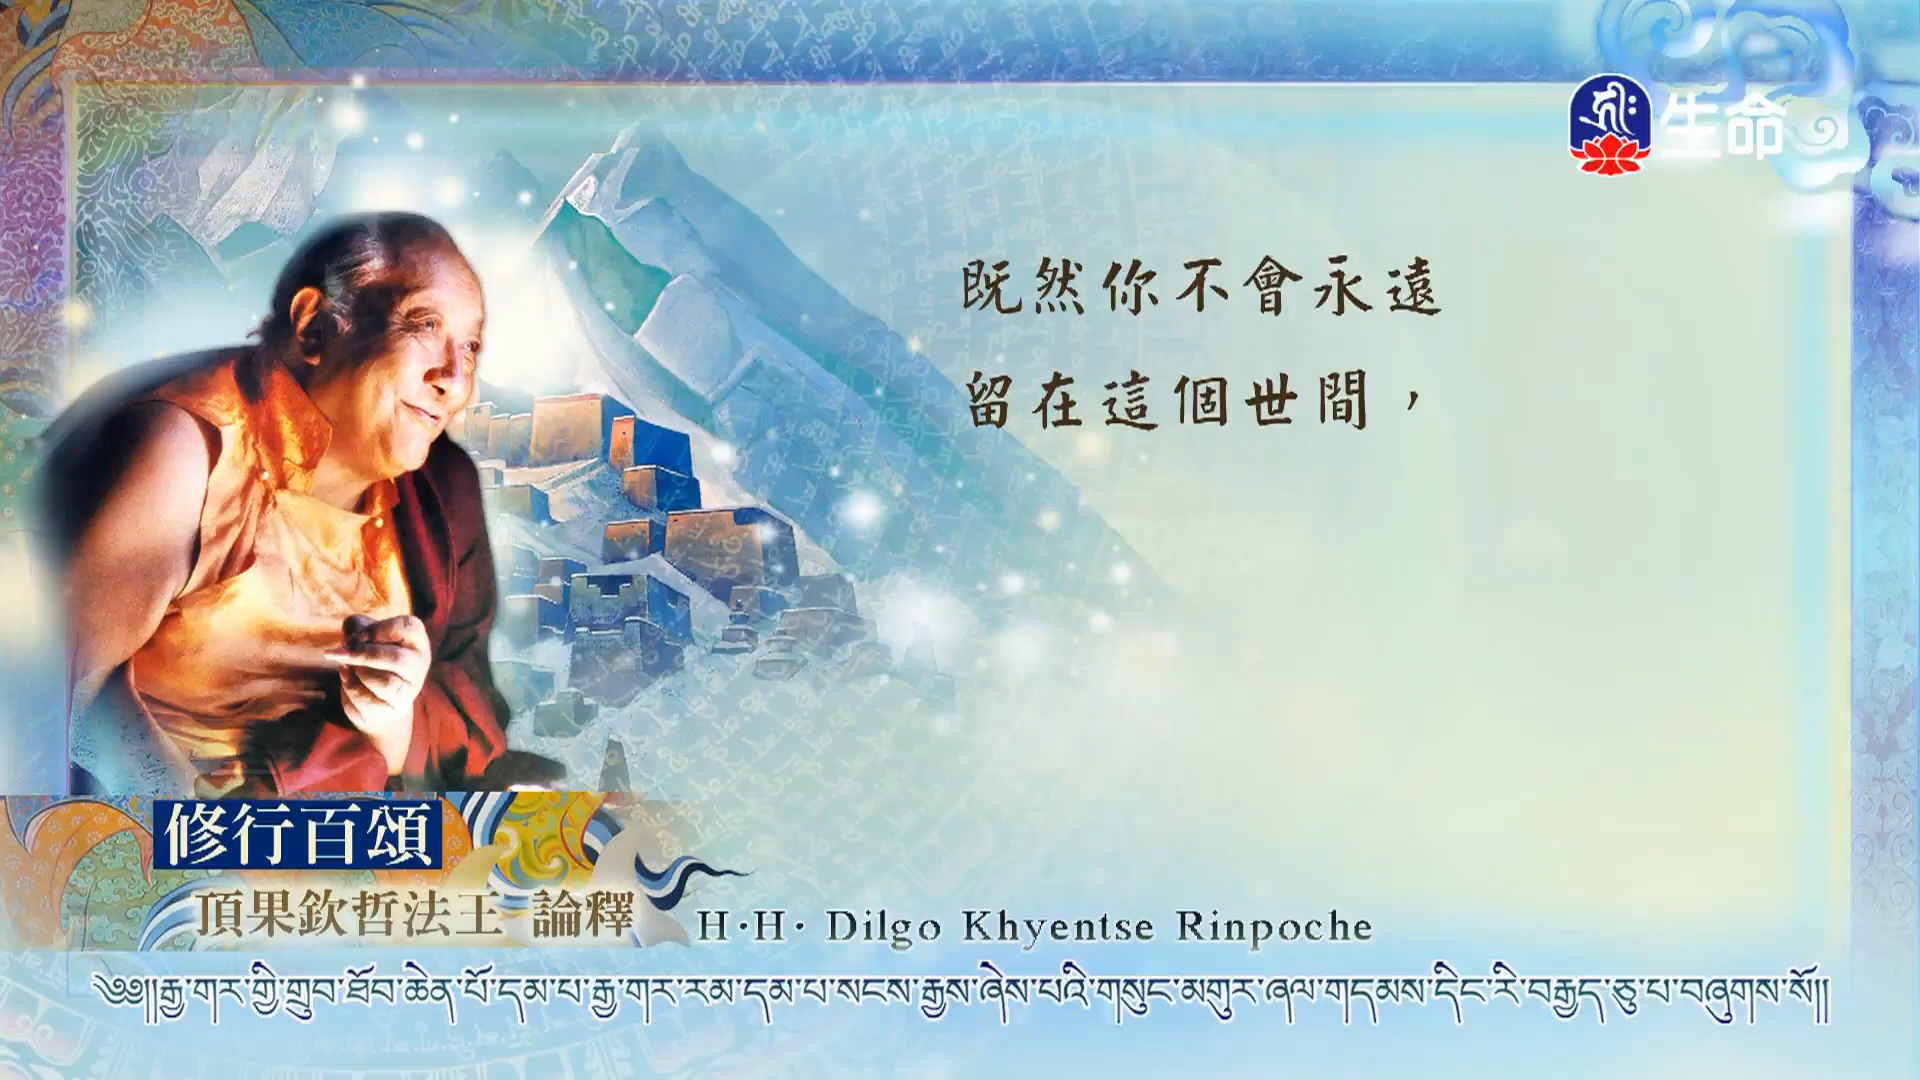 生命
既然你不會永遠
留在這個世間，
修行百頌
頂果欽哲法王 論釋
H·H· Dilgo Khyentse Rinpoche
༄༅།།རྒྱ་གར་གྱི་གྲུབ་ཐོབ་ཆེན་པོ་དམ་པ་རྒྱ་གར་རམ་དམ་པ་སངས་རྒྱས་ཞེས་པའི་གསུང་མགུར་ཞལ་གདམས་དིང་རི་བརྒྱད་ཅུ་པ་བཞུགས་སོ།།